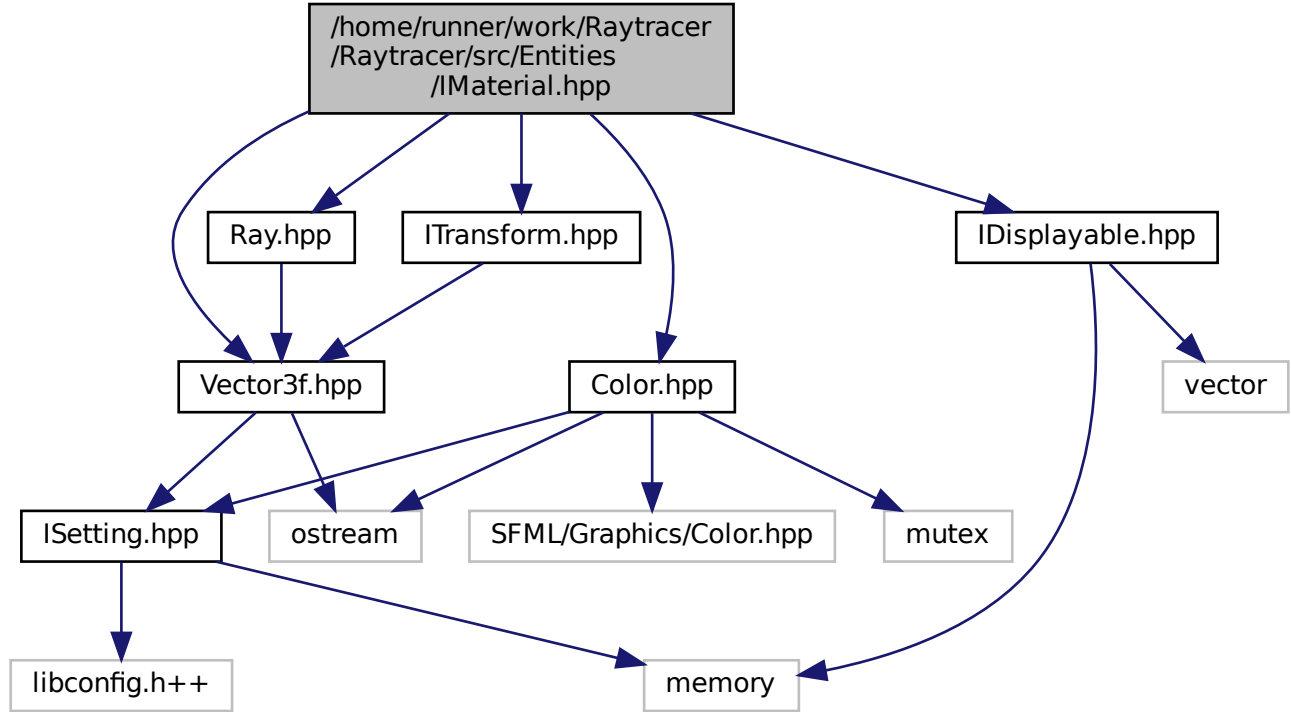 /home/runner/work/Raytracer
/Raytracer/src/Entities
/IMaterial.hpp
Ray.hpp
ITransform.hpp
IDisplayable.hpp
Vector3f.hpp
Color.hpp
vector
ISetting.hpp
ostream
SFML/Graphics/Color.hpp
mutex
libconfig.h++
memory